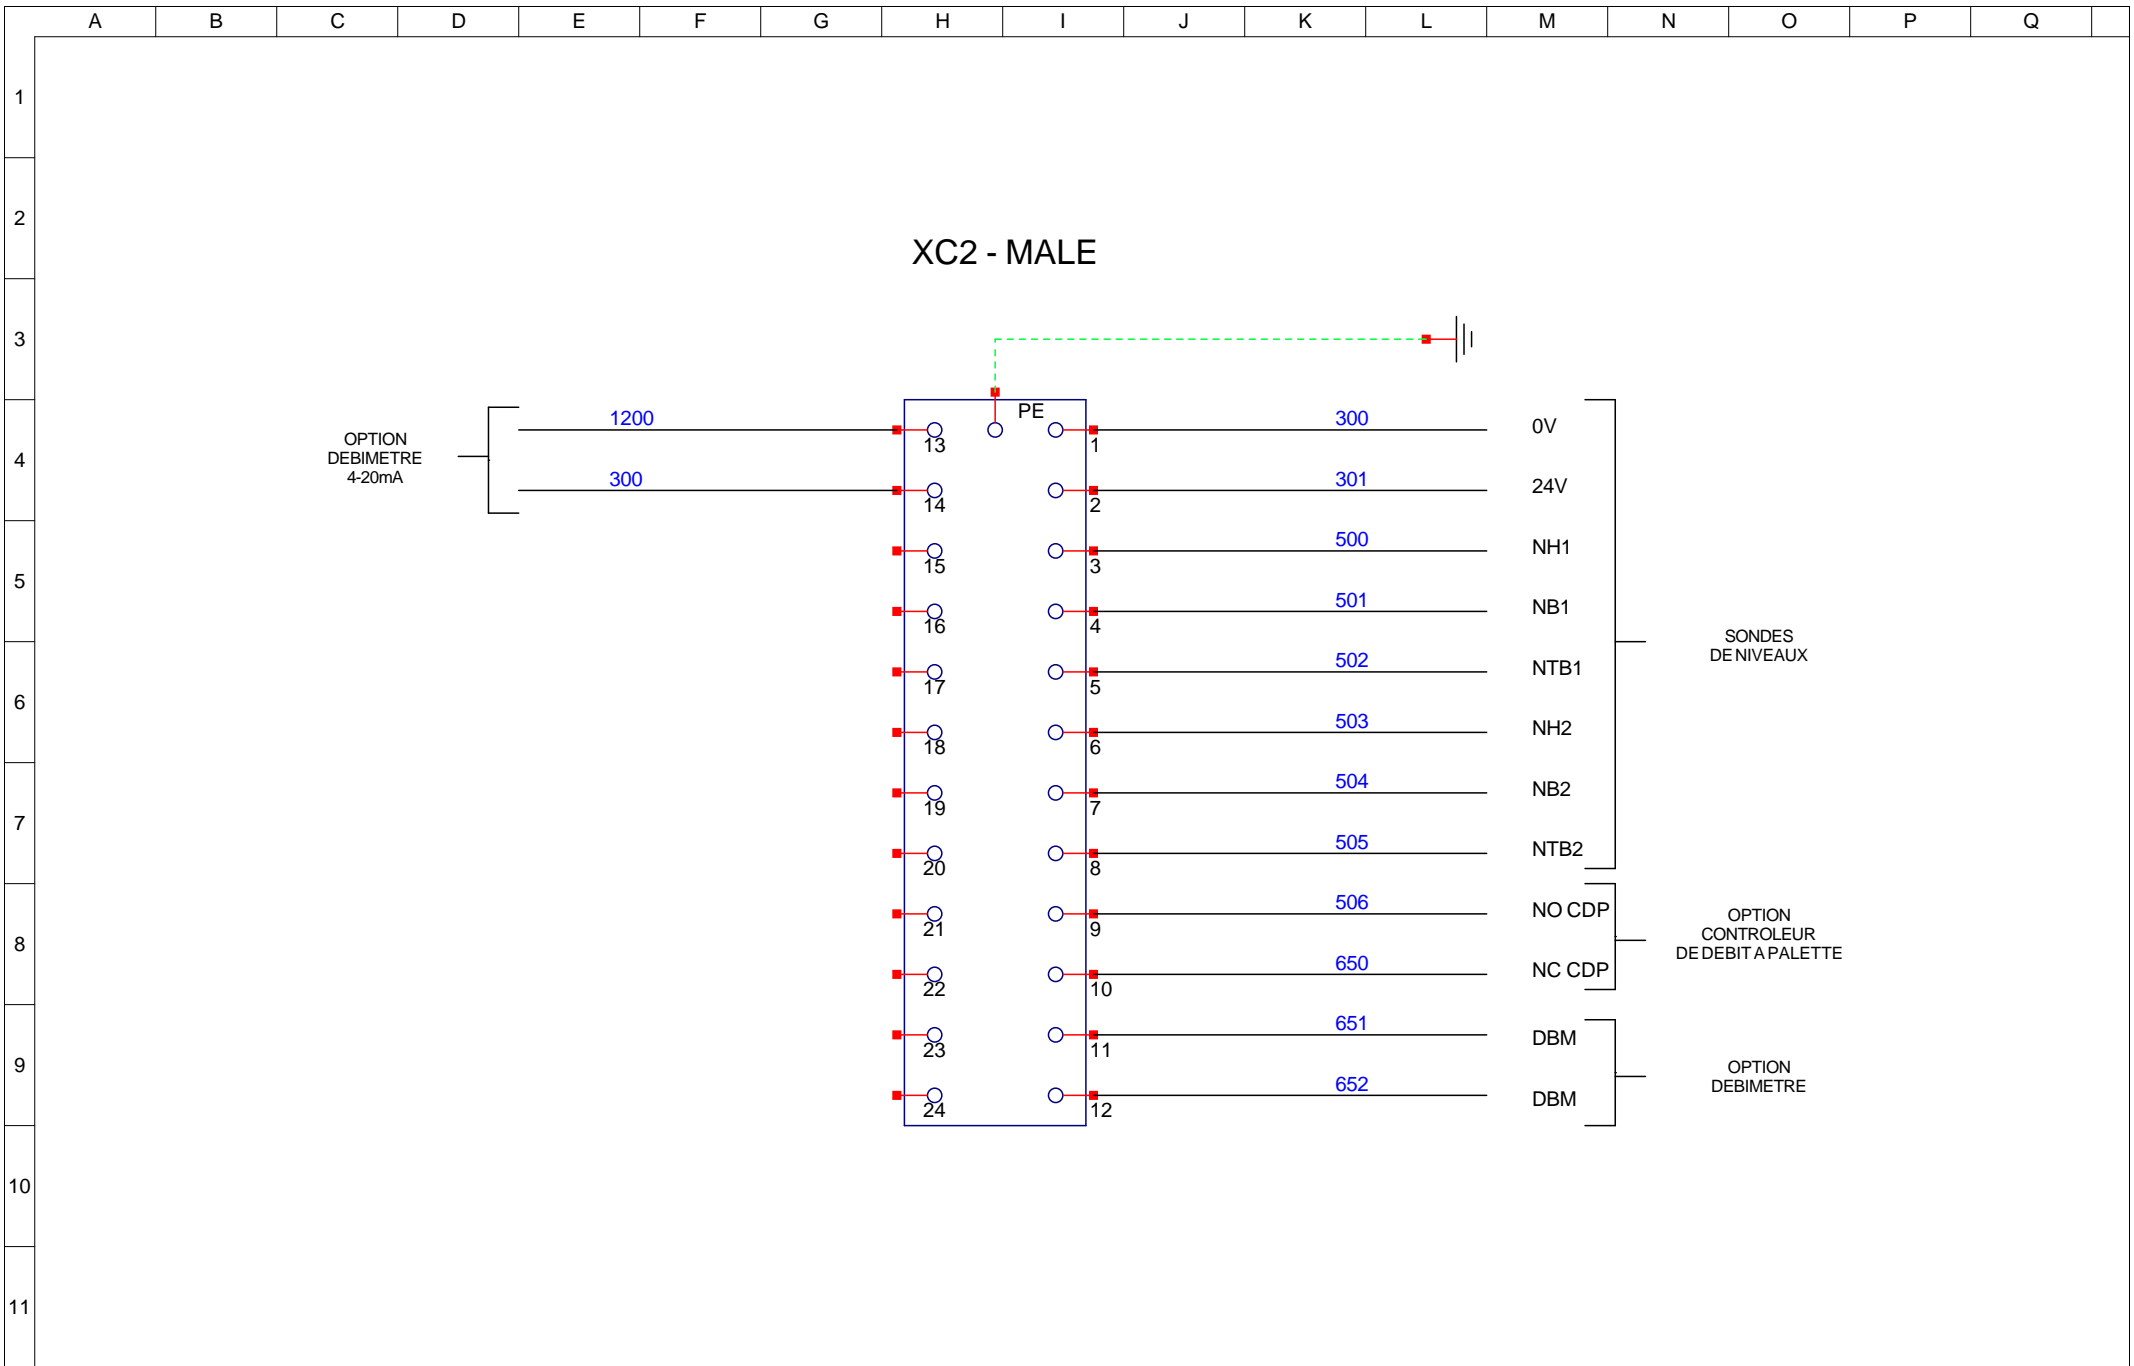 A B C D E F G H I J K L M N O P Q
1
2
XC2 - MALE
3
PE
1200
13
1
300
0V
OPTION
DEBIMETRE
4-20mA
4
300
14
2
301
24V
15
3
500
NH1
5
16
4
501
NB1
SONDES
DE NIVEAUX
17
5
502
NTB1
6
18
6
503
NH2
19
7
504
NB2
7
20
8
505
NTB2
21
9
506
NO CDP
OPTION
CONTROLEUR
DE DEBIT A PALETTE
8
22
10
650
NC CDP
23
11
651
DBM
9
OPTION
DEBIMETRE
24
12
652
DBM
10
11